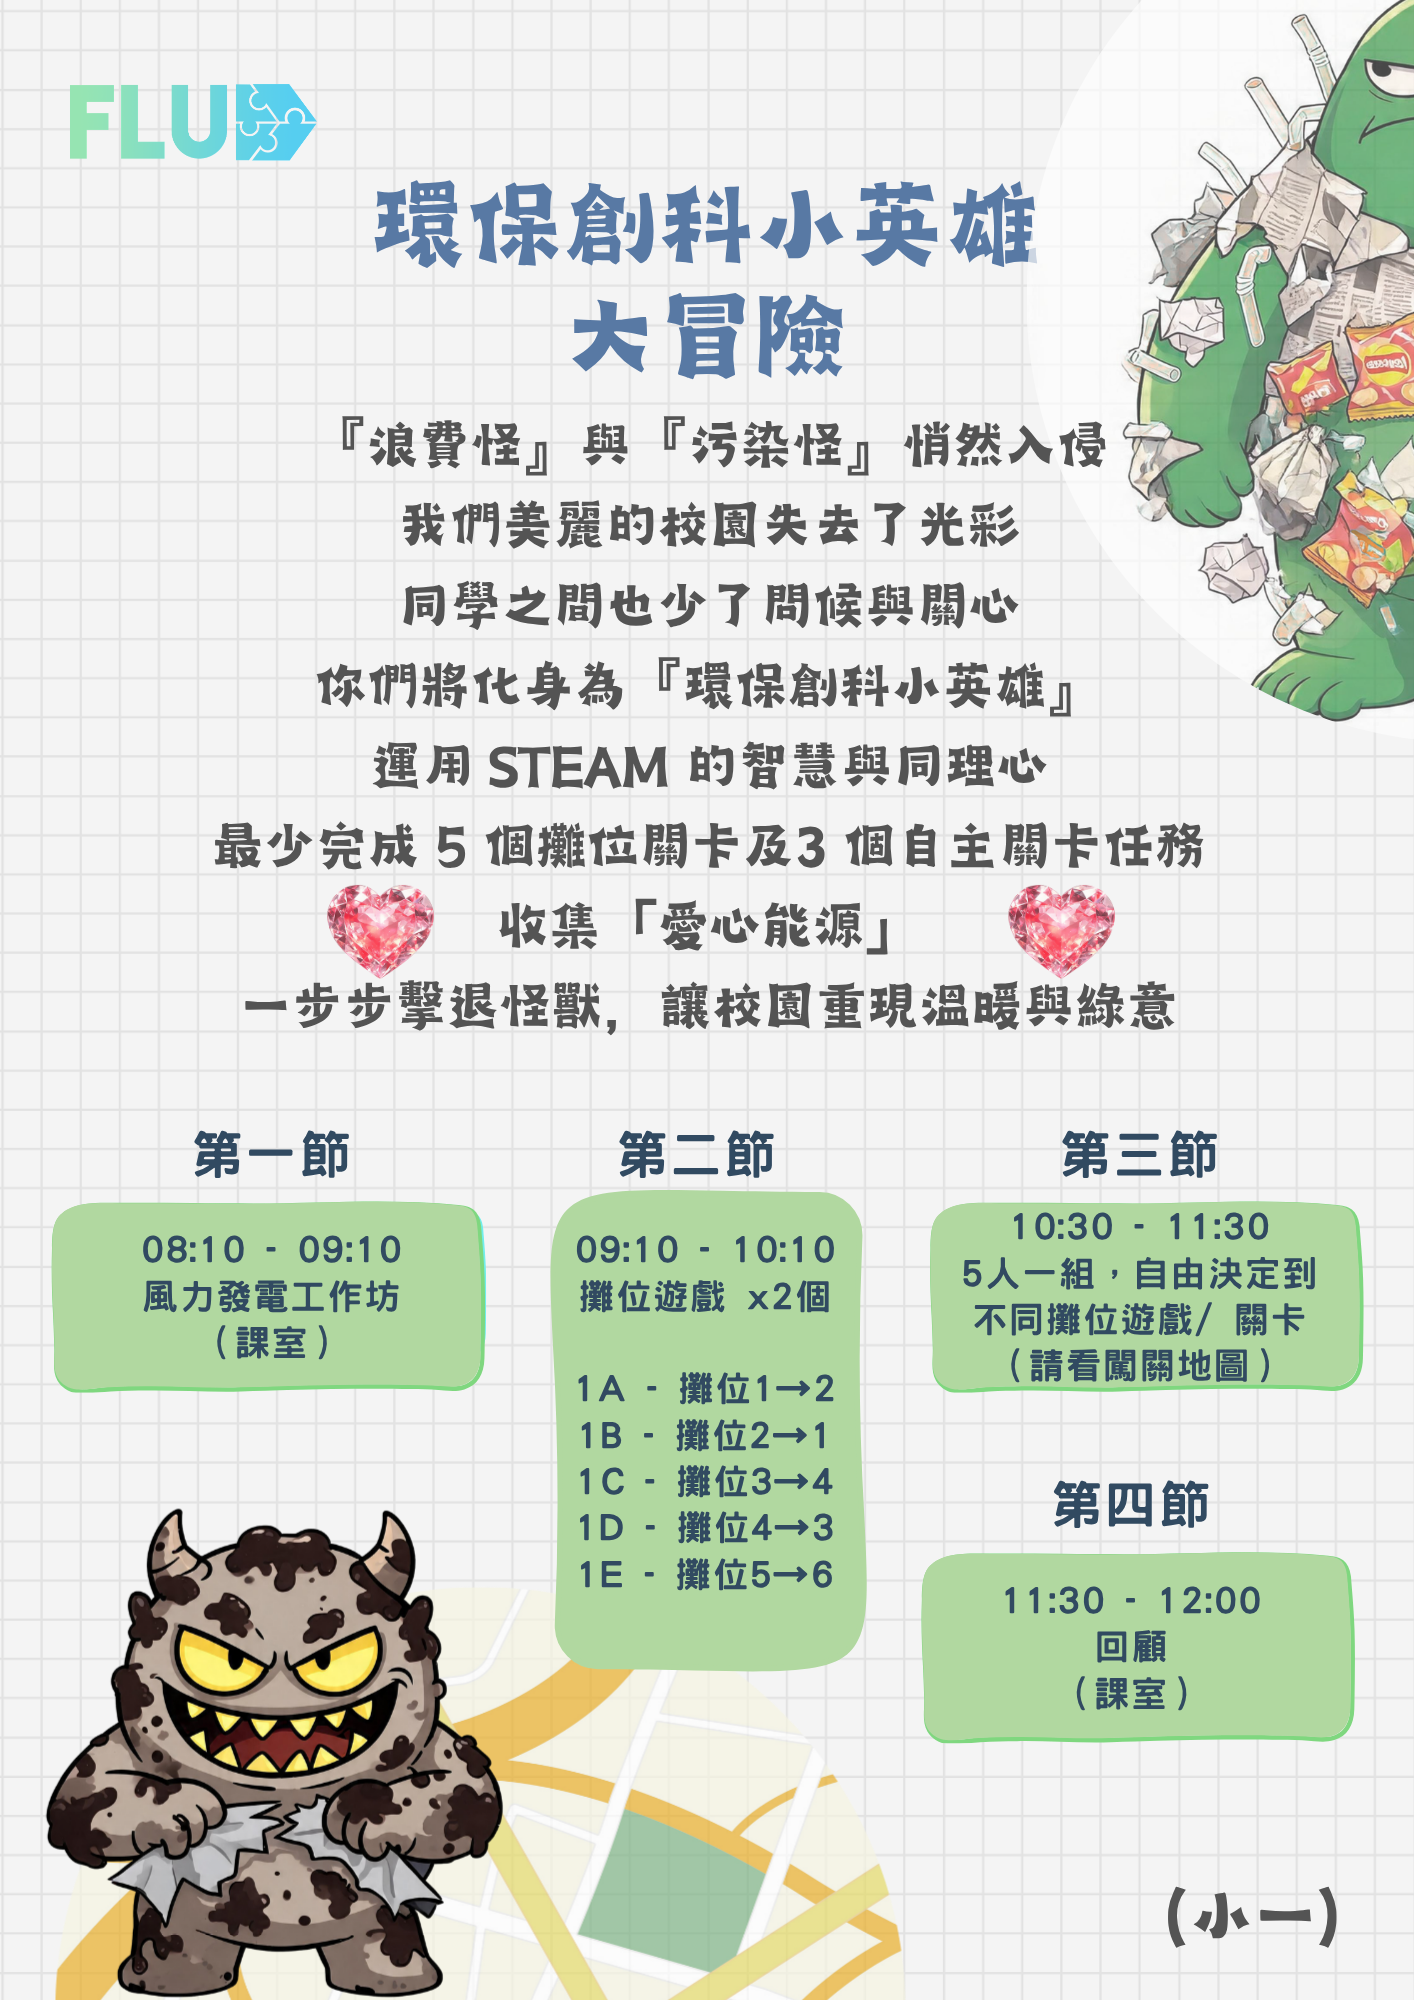 FLUD
環保創科小英雄
大冒險
『浪費怪』與『污染怪』悄然入侵
我們美麗的校園失去了光彩
同學之間也少了問候與關心
你們將化身為『環保創科小英雄』
運用 STEAM 的智慧與同理心
最少完成 5 個攤位關卡及3 個自主關卡任務
收集「愛心能源」
一步步擊退怪獸，讓校園重現溫暖與綠意
第一節
08:10 - 09:10
風力發電工作坊
（課室）
第二節
09:10 - 10:10
攤位遊戲 x2個
1A - 攤位1→2
1B - 攤位2→1
1C - 攤位3→4
1D - 攤位4→3
1E - 攤位5→6
第三節
10:30 - 11:30
5人一組，自由決定到
不同攤位遊戲/ 關卡
（請看闖關地圖）
第四節
11:30 - 12:00
回顧
（課室）
(小一)